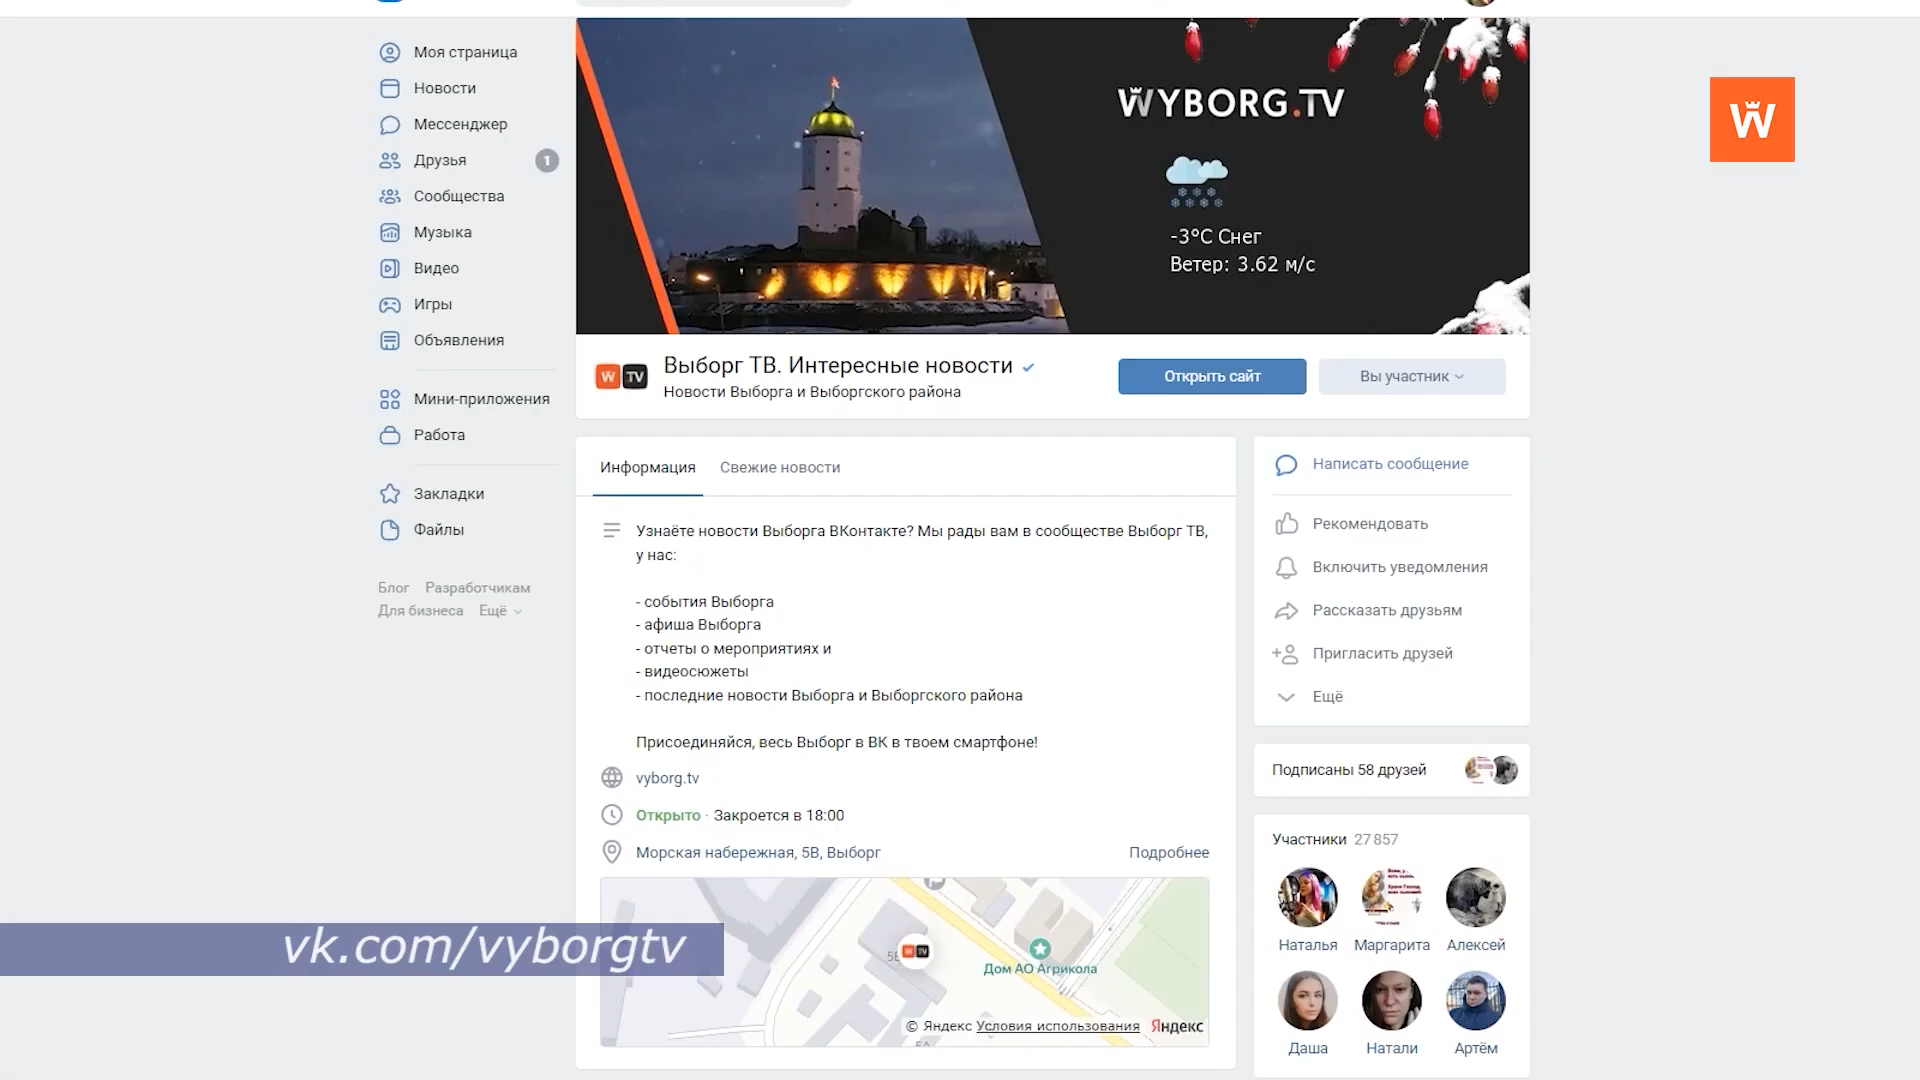 Моя страница
Новости
Мессенджер
Друзья
1
Сообщества
Музыка
Видео
Игры
Объявления
Мини-приложения
Работа
Закладки
Файлы
Блог Разработчикам
Для бизнеса Ещё
WYBORG.TV
-3°C Снег
Ветер: 3.62 м/с
W
W TV
Выборг ТВ. Интересные новости
Новости Выборга и Выборгского района
Открыть сайт
Вы участник
Информация Свежие новости
Узнаёте новости Выборга ВКонтакте? Мы рады вам в сообществе Выборг ТВ,
у нас:
- события Выборга
- афиша Выборга
- отчеты о мероприятиях и
- видеосюжеты
- последние новости Выборга и Выборгского района
Присоединяйся, весь Выборг в ВК в твоем смартфоне!
vyborg.tv
Открыто · Закроется в 18:00
Морская набережная, 5В, Выборг
Подробнее
W TV
Дом АО Агрикола
© Яндекс Условия использования Яндекс
vk.com/vyborgtv
Написать сообщение
Рекомендовать
Включить уведомления
Рассказать друзьям
Пригласить друзей
Ещё
Подписаны 58 друзей
Участники 27 857
Наталья Маргарита Алексей
Даша Натали Артём